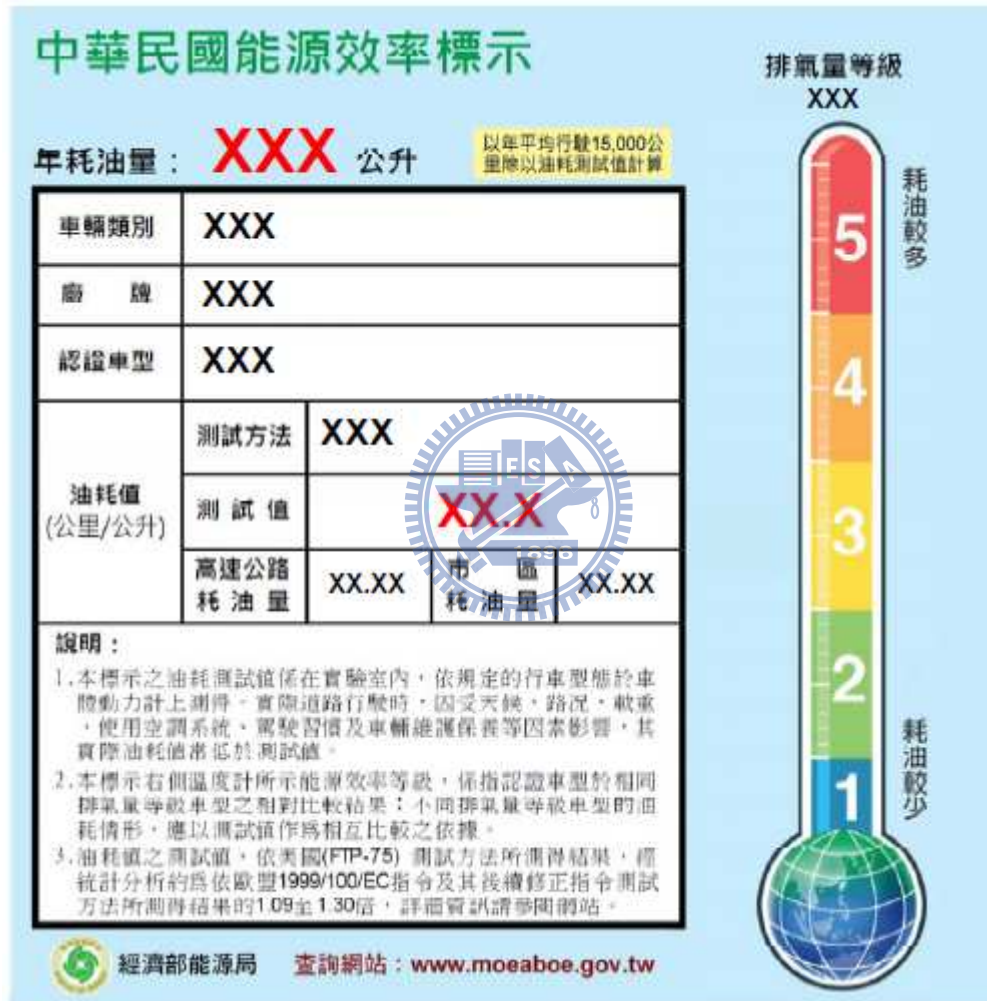 中華民國能源效率標示
年耗油量： XXX 公升
以年平均行駛15,000公
里除以油耗測試值計算
車輛類別 XXX
廠 牌 XXX
認證車型 XXX
油耗值
(公里/公升)
測試方法 XXX
測 試 值 XX.X
高速公路
耗 油 量
XX.XX
市 區
耗 油 量
XX.XX
說明：
1.本標示之油耗測試值係在實驗室內，依規定的行車型態於車
體動力計上測得。實際道路行駛時，因受天候、路況、載重
、使用空調系統、駕駛習慣及車輛維護保養等因素影響，其
實際油耗值常低於測試值。
2.本標示右側溫度計所示能源效率等級，係指認證車型於相同
排氣量等級車型之相對比較結果；不同排氣量等級車型的油
耗情形，應以測試值作為相互比較之依據。
3.油耗值之測試值，依美國(FTP-75) 測試方法所測得結果，經
統計分析約為依歐盟1999/100/EC指令及其後續修正指令測試
方法所測得結果的1.09至1.30倍，詳細資訊請參閱網站。
經濟部能源局 查詢網站：www.moeaboe.gov.tw
排氣量等級
XXX
耗油較多
5
4
3
2
1
耗油較少
ES
A
8
1896